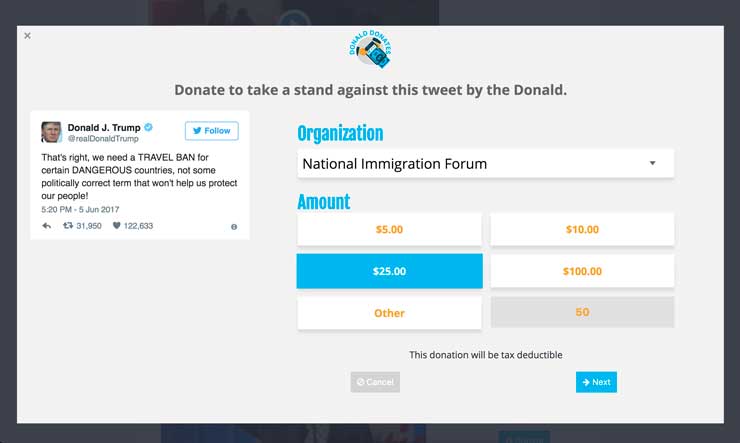 ×
DONALD DONATES
Donate to take a stand against this tweet by the Donald.
Donald J. Trump
@realDonaldTrump
Follow
That's right, we need a TRAVEL BAN for
certain DANGEROUS countries, not some
politically correct term that won't help us protect
our people!
5:20 PM - 5 Jun 2017
31,950 122,633
Organization
National Immigration Forum
Amount
$5.00 $10.00
$25.00 $100.00
Other 50
This donation will be tax deductible
Cancel Next